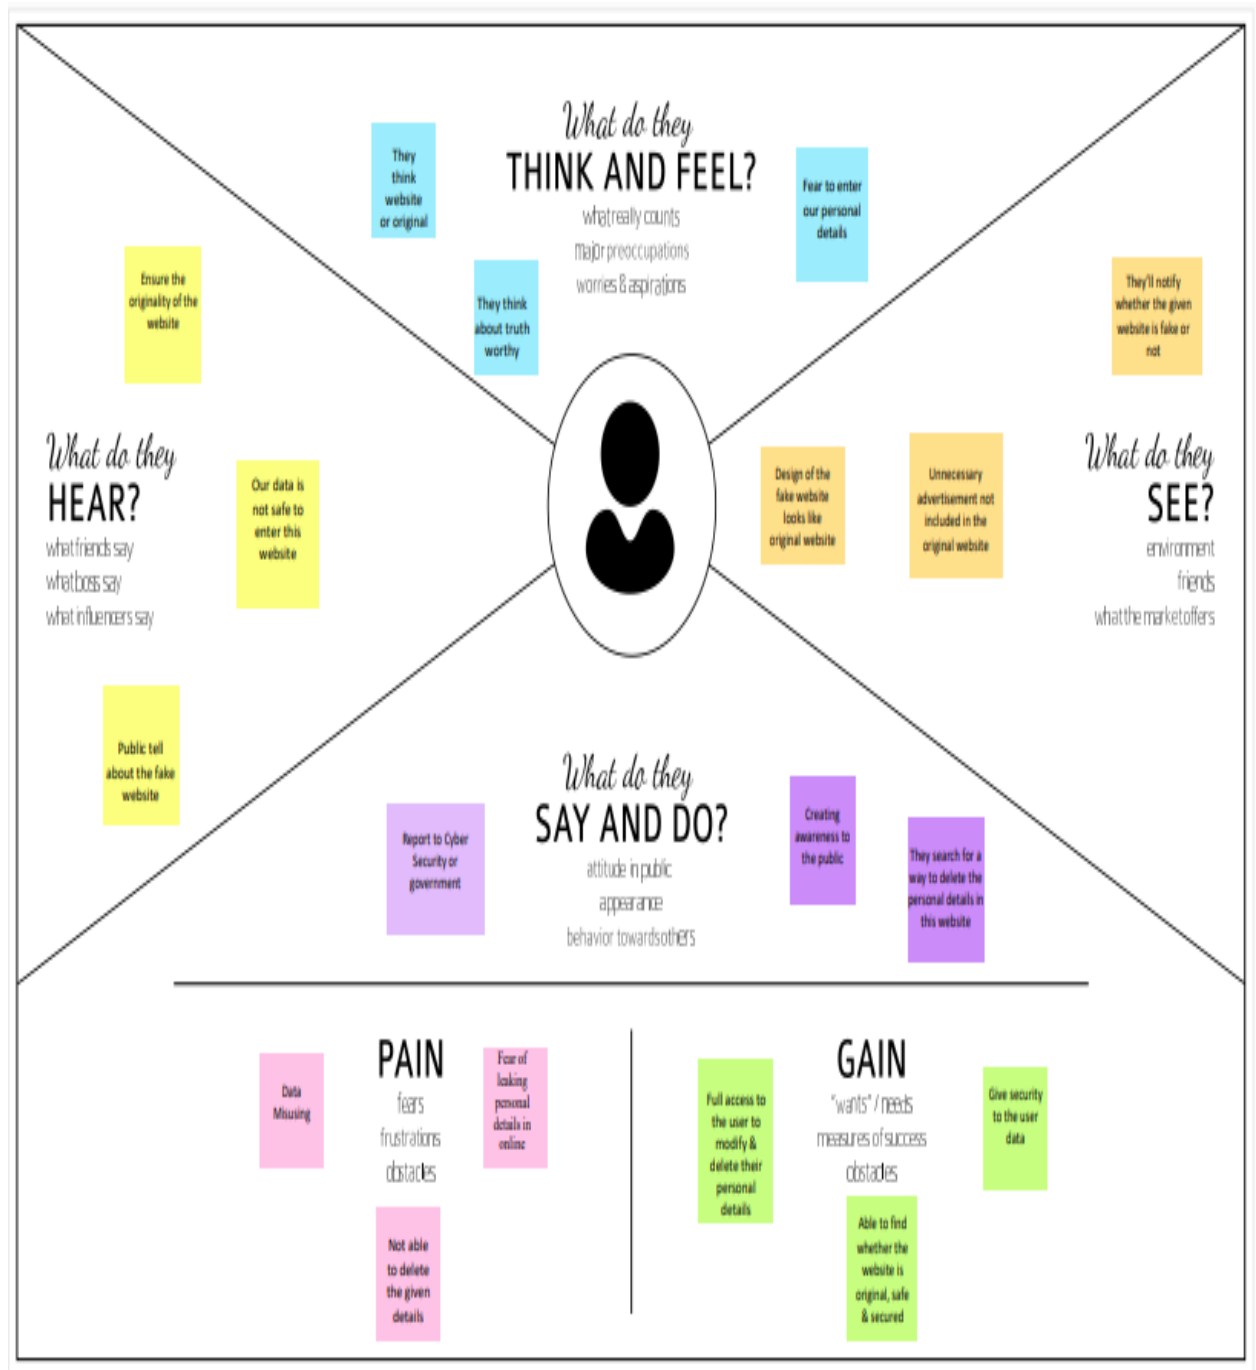 What do they
THINK AND FEEL?
what really counts
major preoccupations
worries & aspirations
They
think
website
or original
They think
about truth
worthy
Fear to enter
our personal
details
What do they
HEAR?
what friends say
what boss say
what influencers say
Ensure the
originality of the
website
Our data is
not safe to
enter this
website
Public tell
about the fake
website
What do they
SEE?
environment
friends
what the market offers
They'll notify
whether the given
website is fake or
not
Design of the
fake website
looks like
original website
Unnecessary
advertisement not
included in the
original website
What do they
SAY AND DO?
attitude in public
appearance
behavior towards others
Report to Cyber
Security or
government
Creating
awareness to
the public
They search for a
way to delete the
personal details in
this website
PAIN
fears
frustrations
obstacles
Data
Misusing
Fear of
leaking
personal
details in
online
Not able
to delete
the given
details
GAIN
"wants" / needs
measures of success
obstacles
Full access to
the user to
modify &
delete their
personal
details
Give security
to the user
data
Able to find
whether the
website is
original, safe
& secured